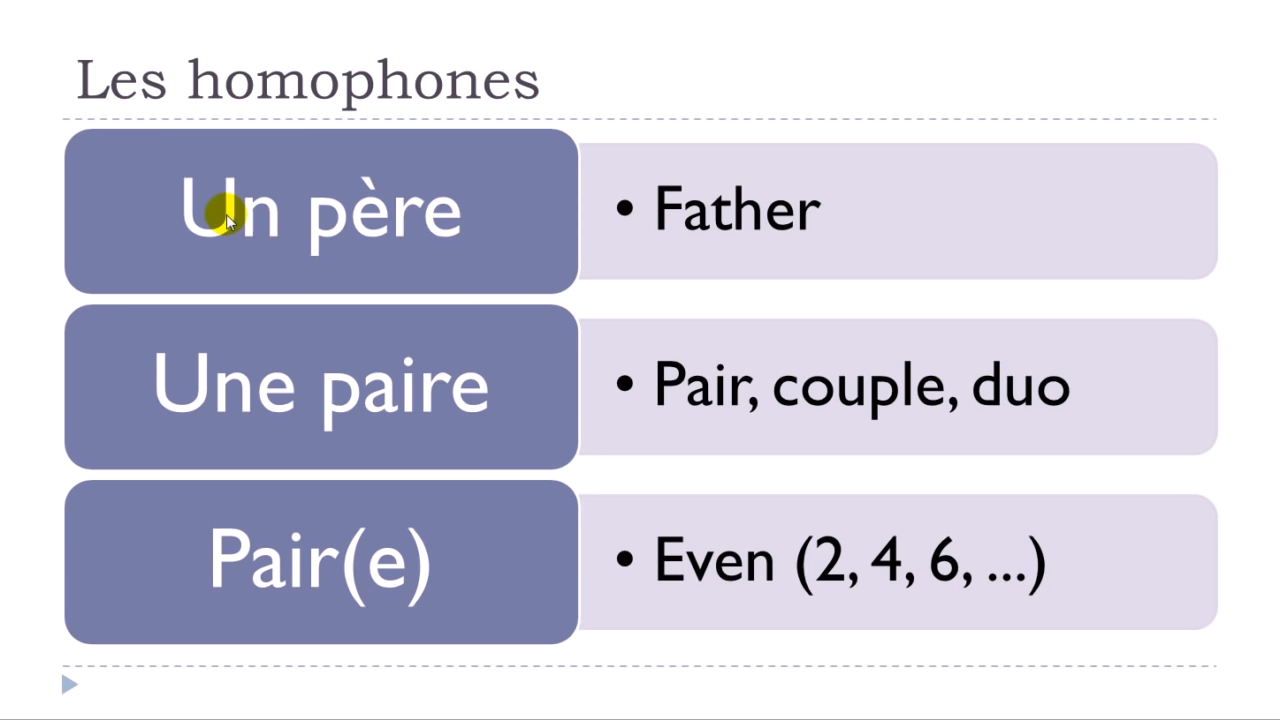 Les homophones
Un père
• Father
Une paire
• Pair, couple, duo
Pair(e)
• Even (2, 4, 6, ...)